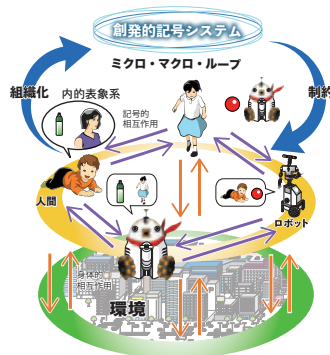 創発的記号システム
ミクロ・マクロ・ループ
組織化
制約
内的表象系
記号的
相互作用
人間
ロボット
身体的
相互作用
環境